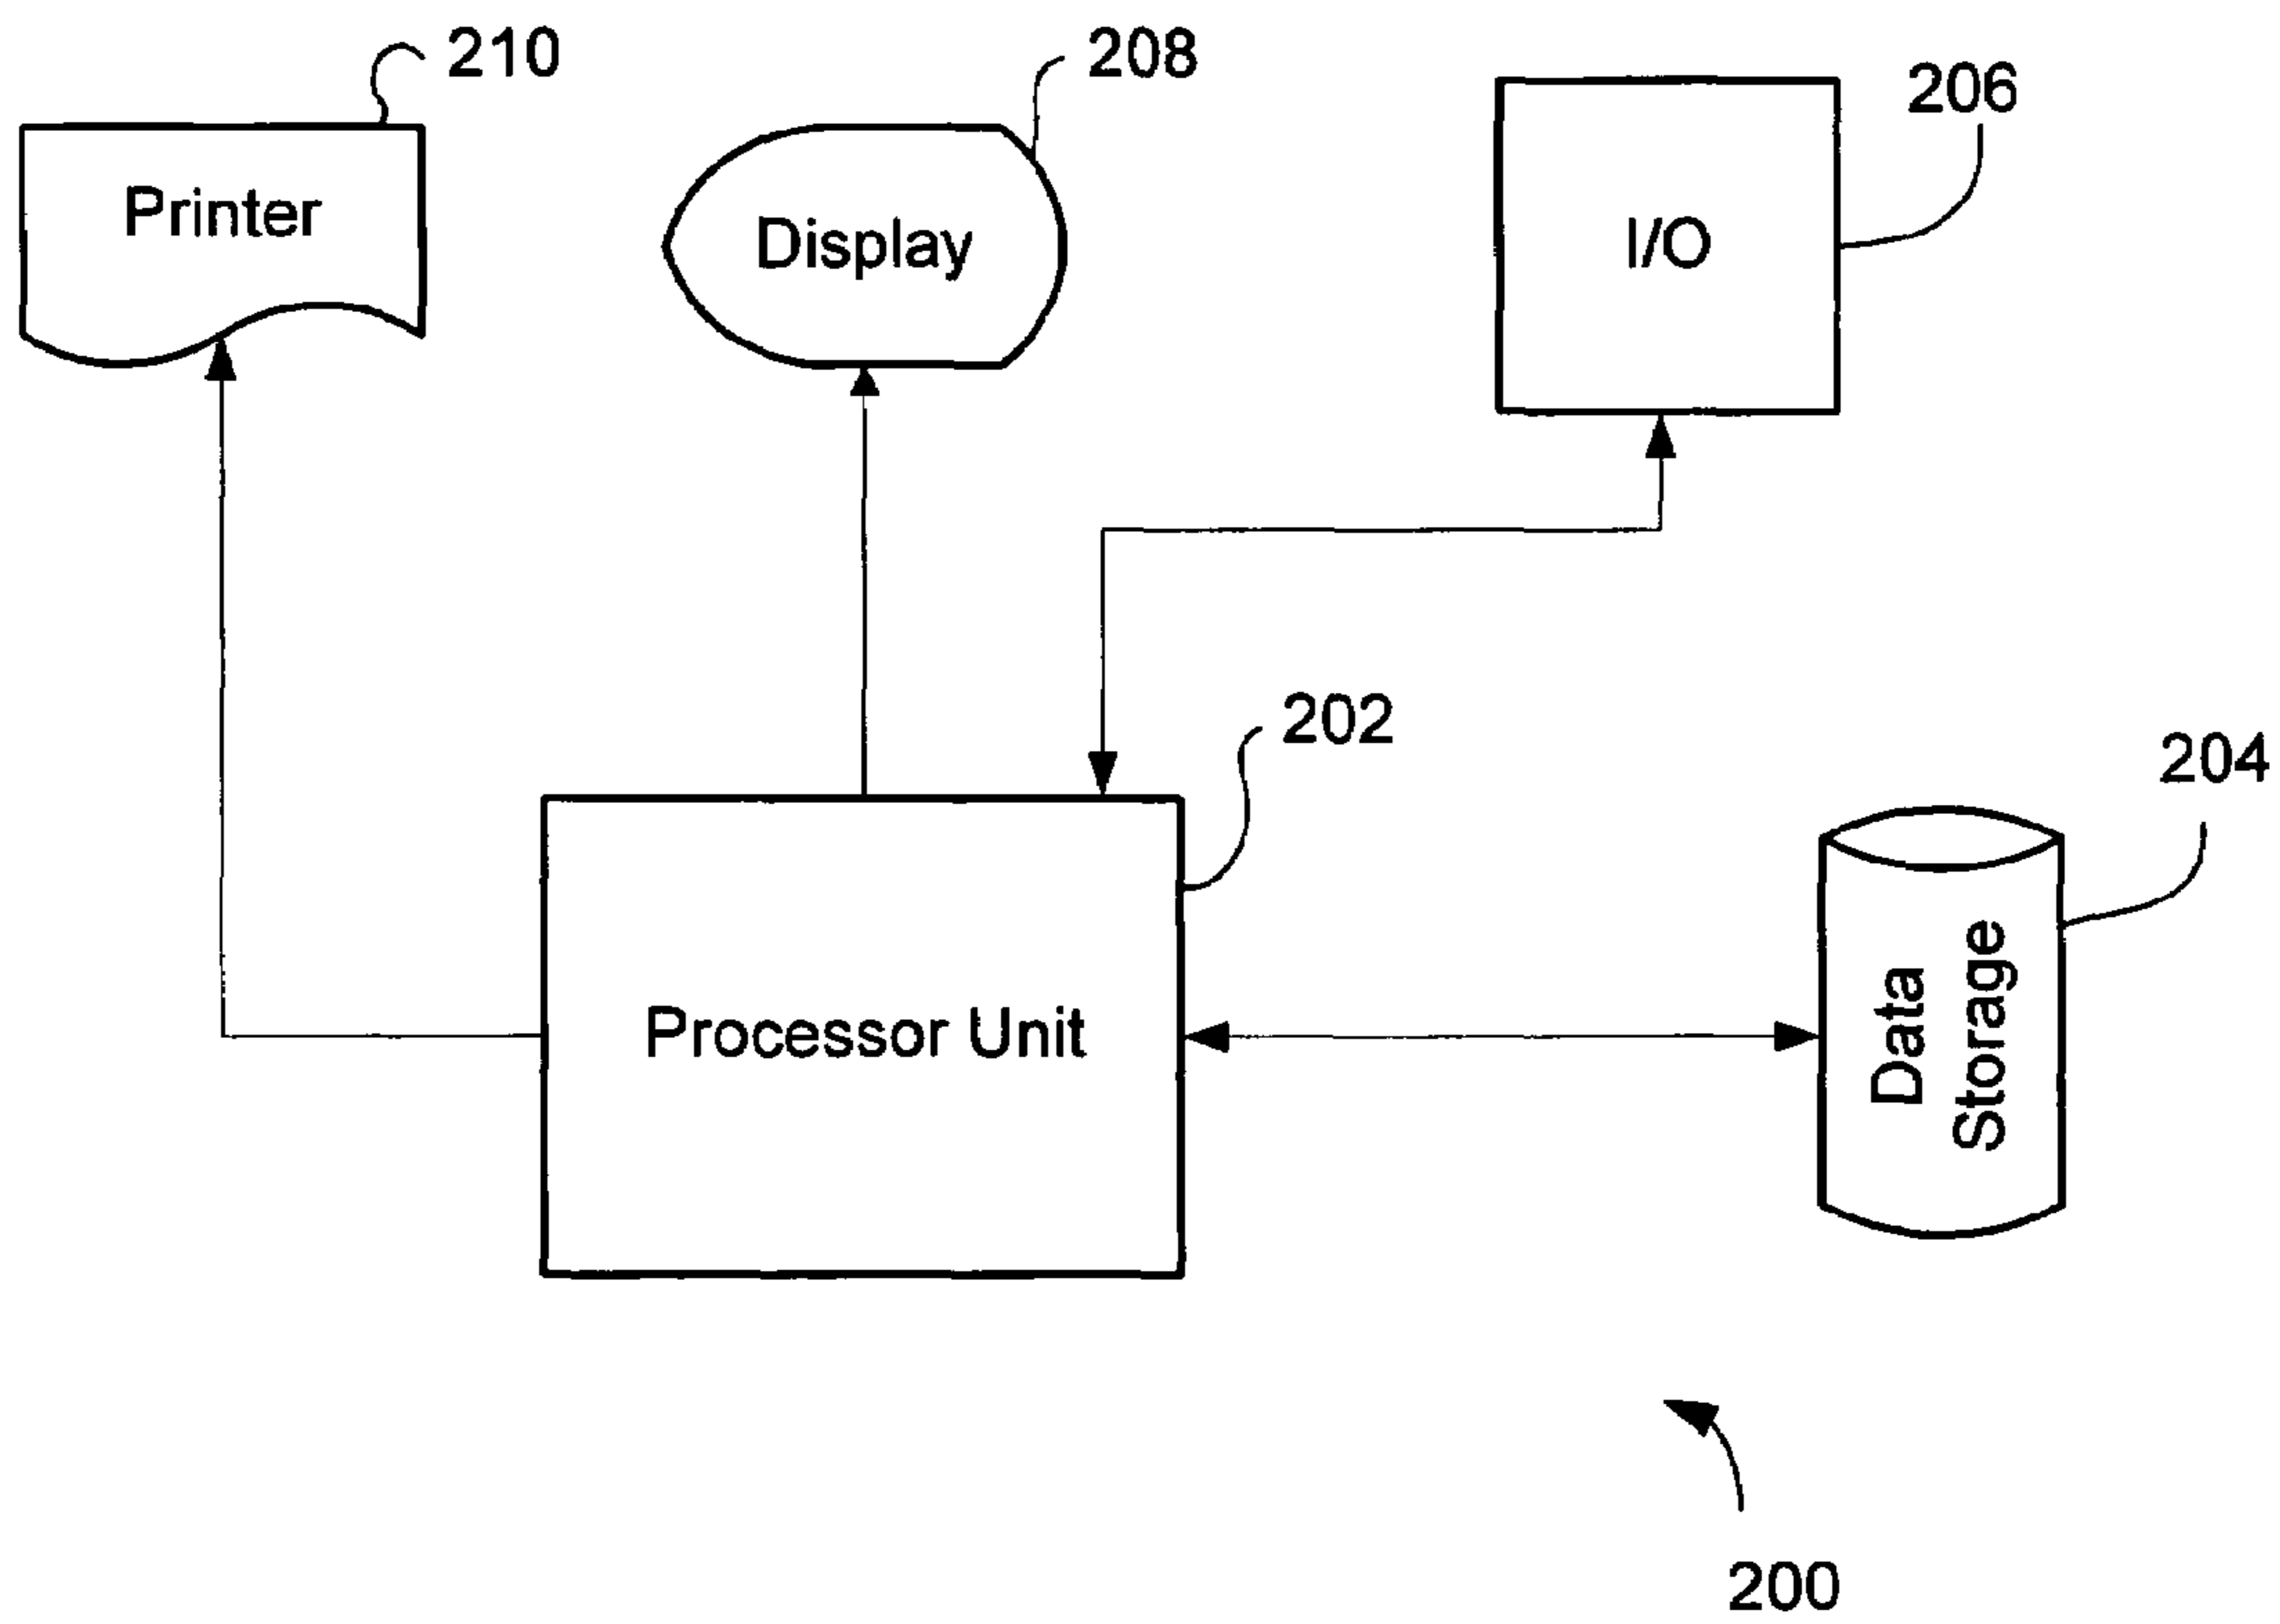 210
208
206
Printer
Display
I/O
202
204
Processor Unit
Data
Storage
200